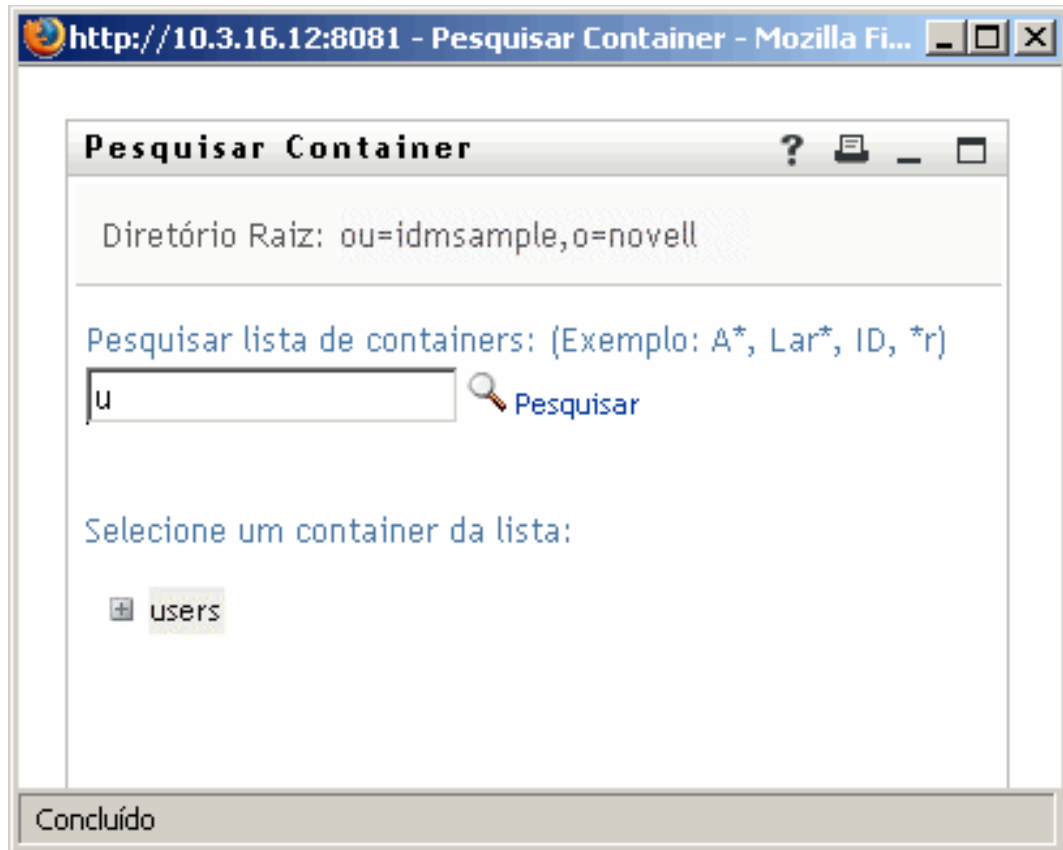 http://10.3.16.12:8081 - Pesquisar Container - Mozilla Fi...
Pesquisar Container
Diretório Raiz: ou=idmsample,o=novell
Pesquisar lista de containers: (Exemplo: A*, Lar*, ID, *r)
u
Pesquisar
Selecione um container da lista:
users
Concluído